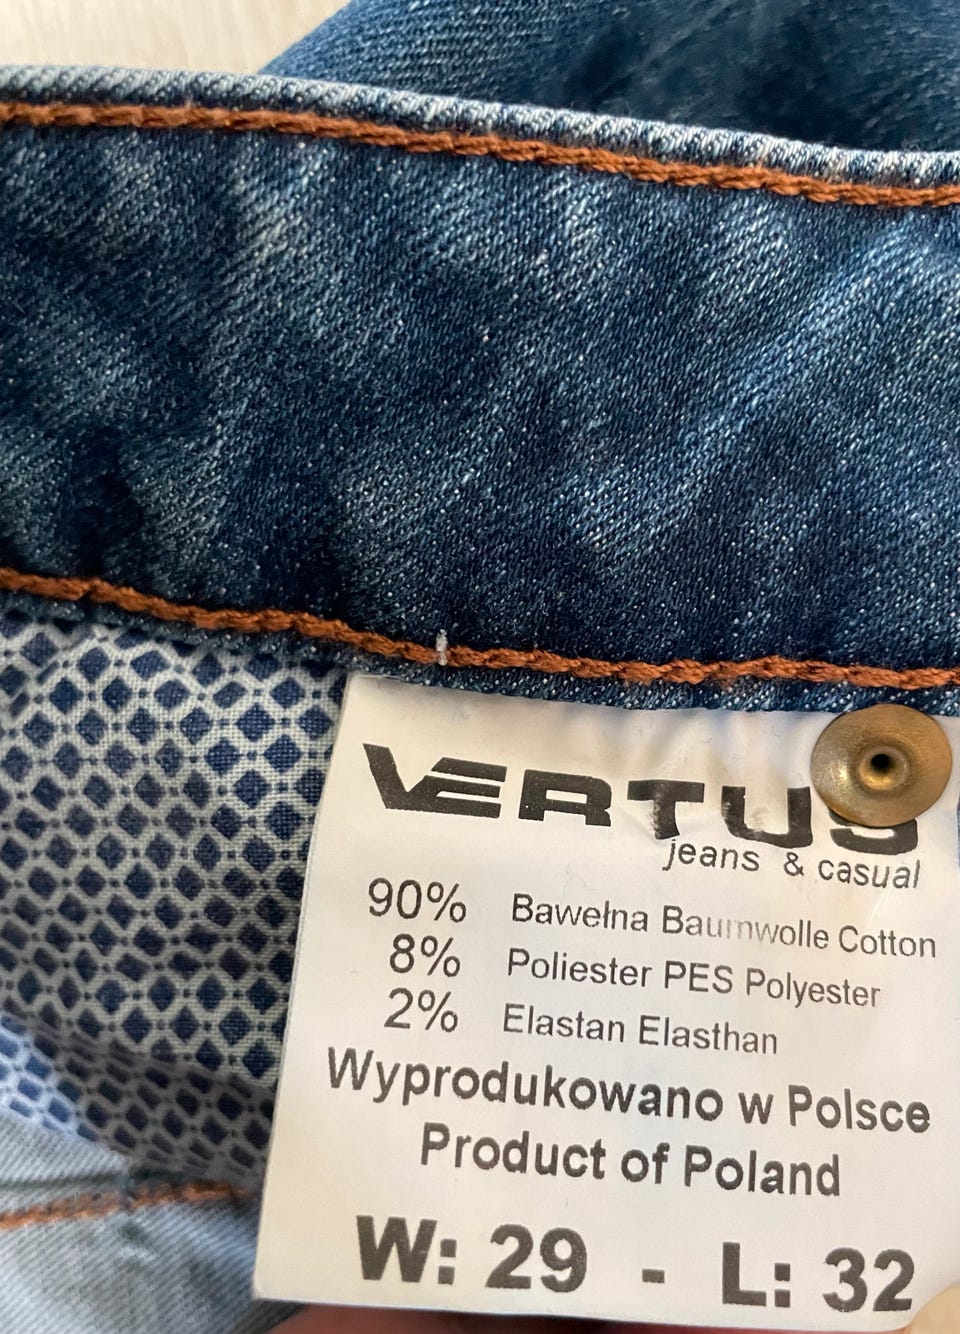 VERTUS
jeans & casual
90% Bawełna Baumwolle Cotton
8% Poliester PES Polyester
2% Elastan Elasthan
Wyprodukowano w Polsce
Product of Poland
W: 29 - L: 32